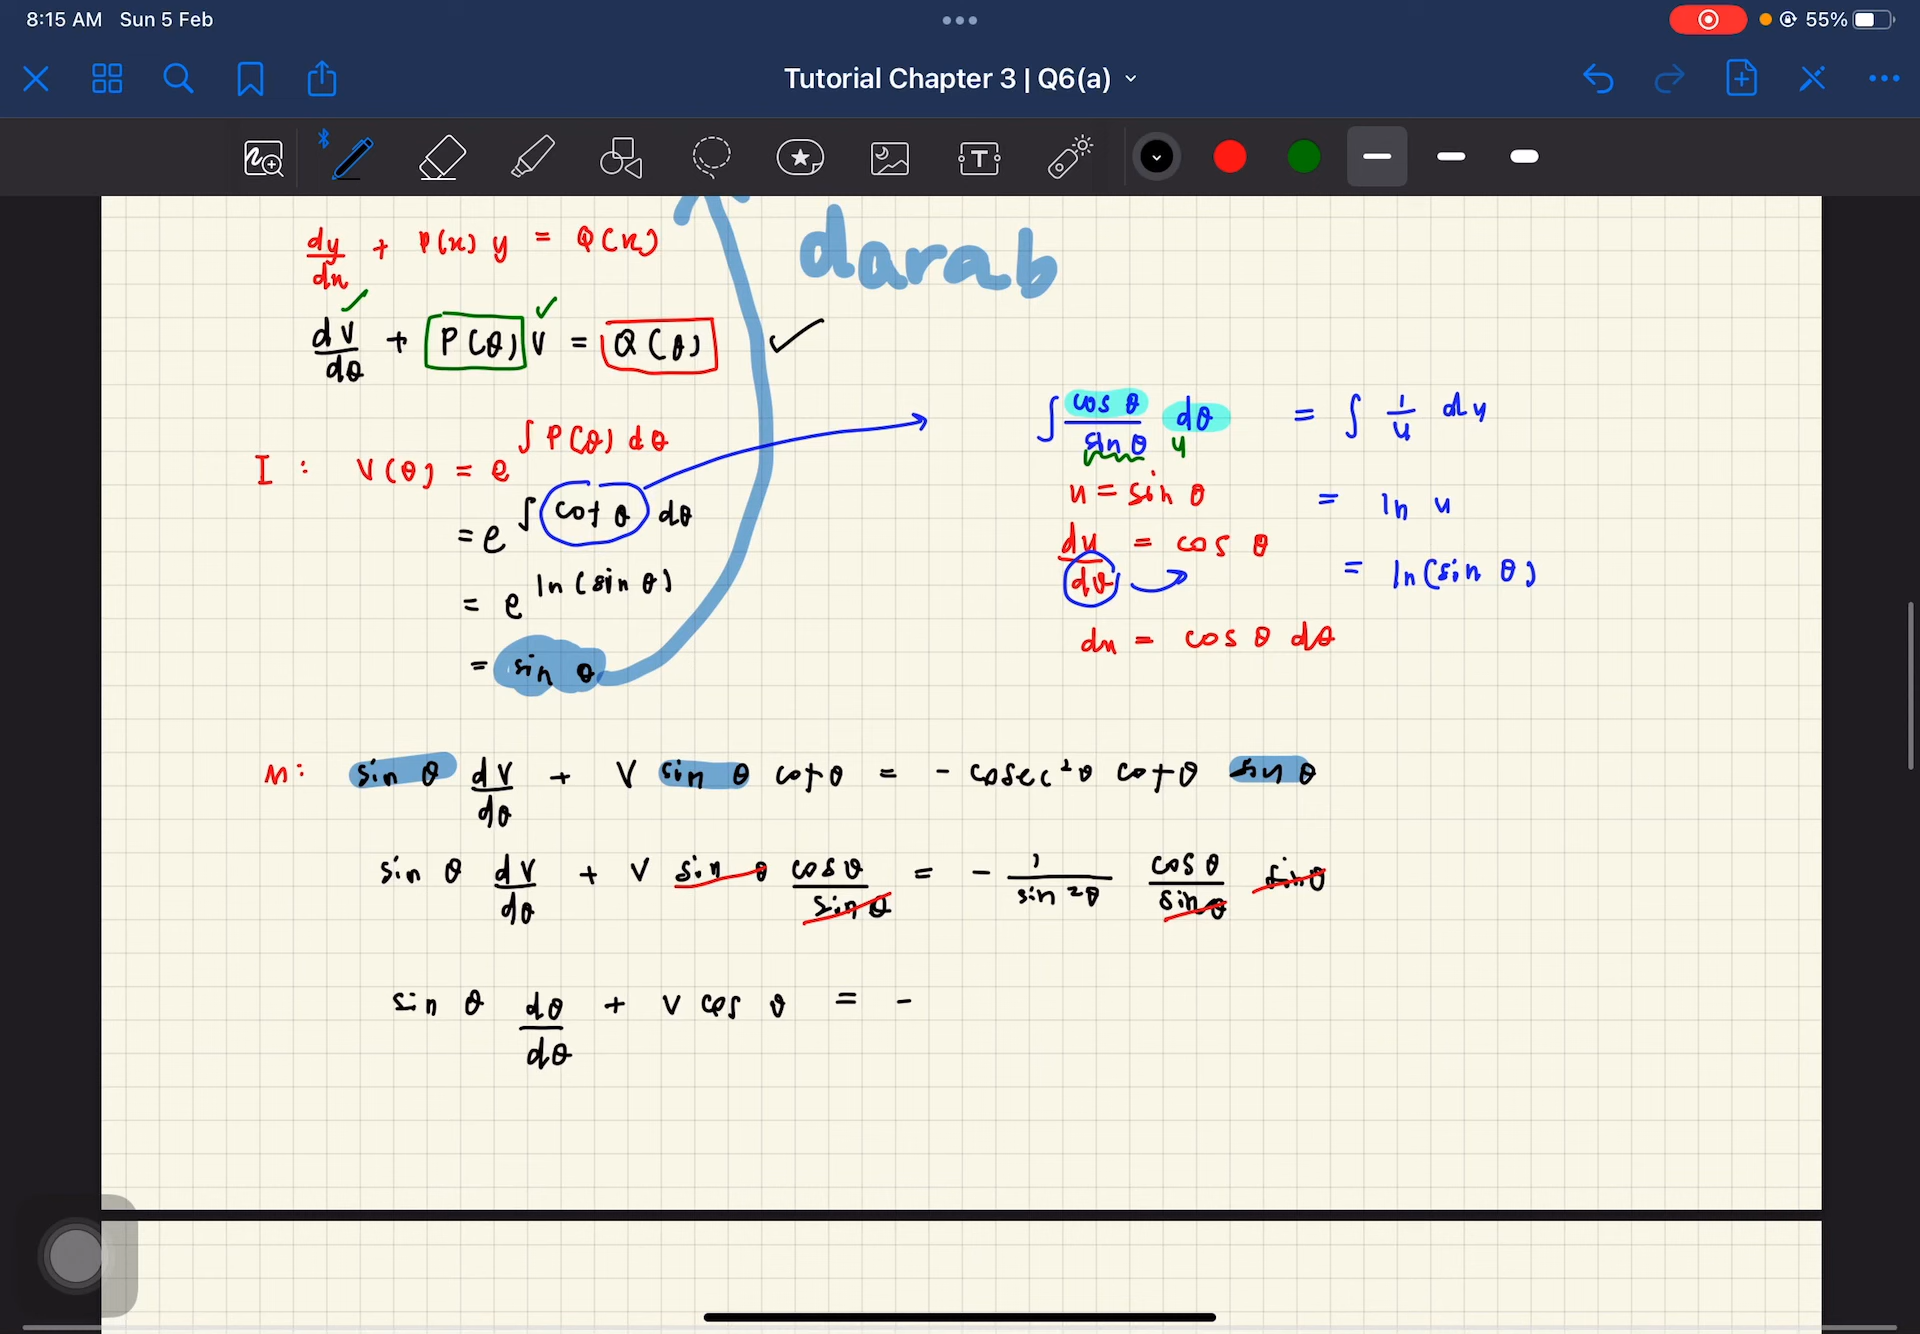 8:15 AM Sun 5 Feb
55%
Tutorial Chapter 3 | Q6(a)
dy/dx + P(x) y = Q(x)
darab
dV/dθ + P(θ) V = Q(θ)
I : V(θ) = e^∫ P(θ) dθ
= e^∫ cot θ dθ
= e^ln (sin θ)
= sin θ
∫ cos θ/sin θ dθ = ∫ 1/u du
u
u = sin θ = ln u
du/dθ = cos θ = ln (sin θ)
du = cos θ dθ
M: sin θ dV/dθ + V sin θ cot θ = - cosec²θ cot θ sin θ
sin θ dV/dθ + V sin θ cos θ/sin θ = - 1/sin²θ cos θ/sin θ sin θ
sin θ dθ/dθ + V cos θ = -